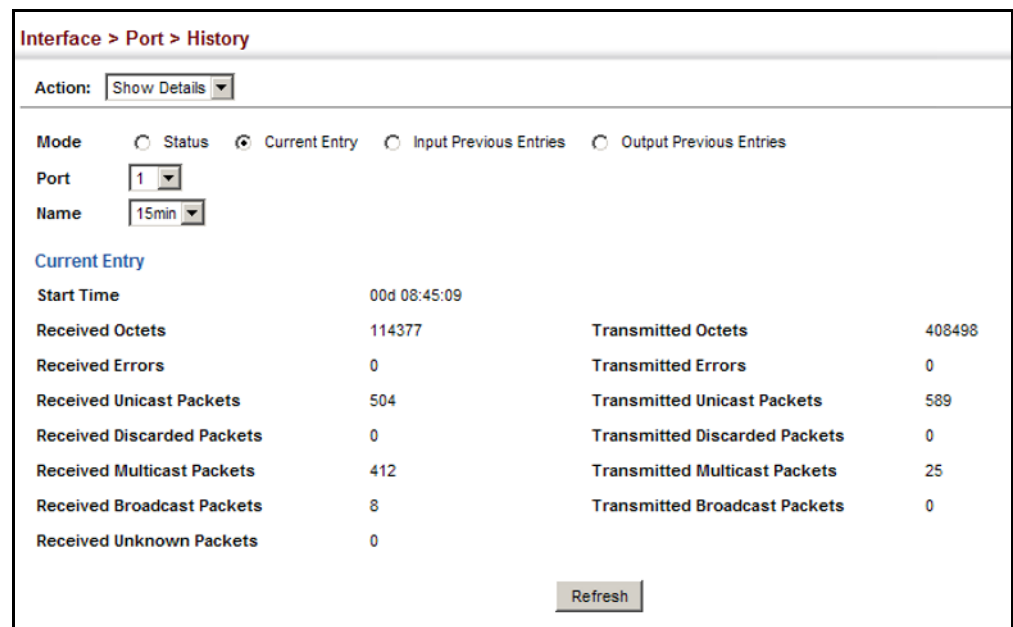 Interface > Port > History
Action: Show Details
Mode Status Current Entry Input Previous Entries Output Previous Entries
Port 1
Name 15min
Current Entry
Start Time 00d 08:45:09
Received Octets 114377 Transmitted Octets 408498
Received Errors 0 Transmitted Errors 0
Received Unicast Packets 504 Transmitted Unicast Packets 589
Received Discarded Packets 0 Transmitted Discarded Packets 0
Received Multicast Packets 412 Transmitted Multicast Packets 25
Received Broadcast Packets 8 Transmitted Broadcast Packets 0
Received Unknown Packets 0
Refresh